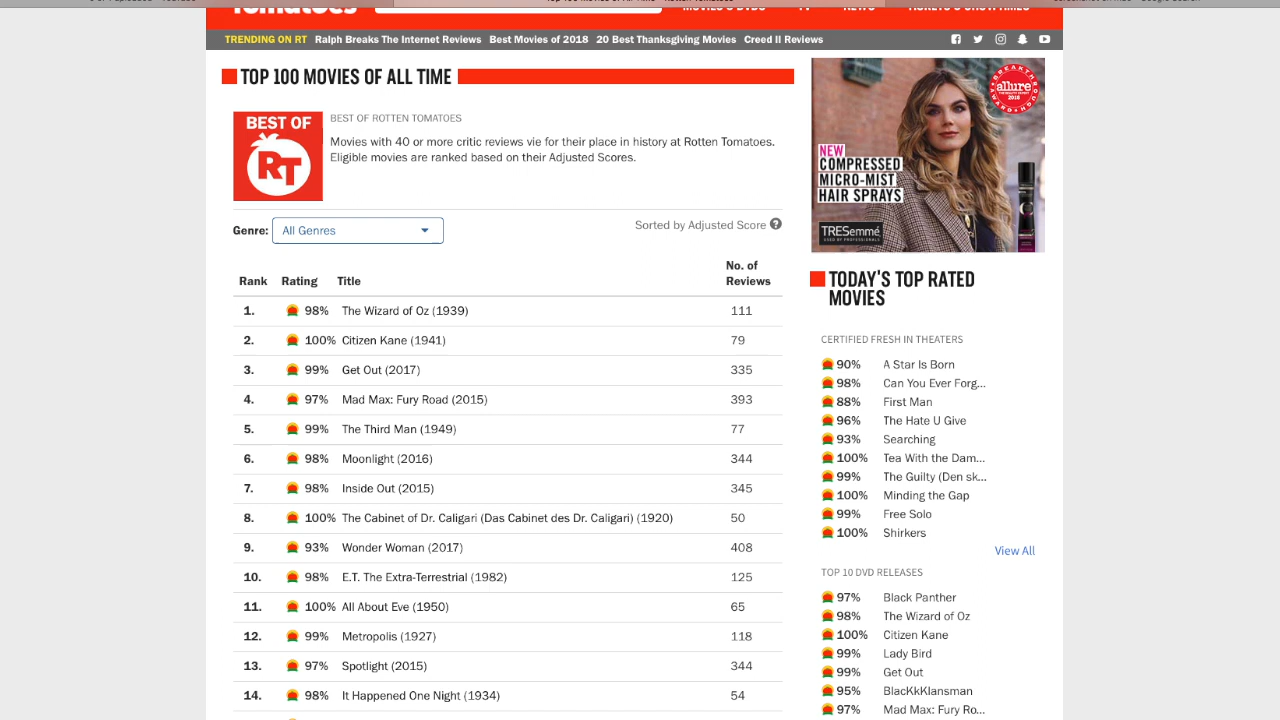 TRENDING ON RT Ralph Breaks The Internet Reviews Best Movies of 2018 20 Best Thanksgiving Movies Creed II Reviews
TOP 100 MOVIES OF ALL TIME
BEST OF
RT
BEST OF ROTTEN TOMATOES
Movies with 40 or more critic reviews vie for their place in history at Rotten Tomatoes.
Eligible movies are ranked based on their Adjusted Scores.
Genre: All Genres
Sorted by Adjusted Score ?
Rank Rating Title No. of Reviews
1. 98% The Wizard of Oz (1939) 111
2. 100% Citizen Kane (1941) 79
3. 99% Get Out (2017) 335
4. 97% Mad Max: Fury Road (2015) 393
5. 99% The Third Man (1949) 77
6. 98% Moonlight (2016) 344
7. 98% Inside Out (2015) 345
8. 100% The Cabinet of Dr. Caligari (Das Cabinet des Dr. Caligari) (1920) 50
9. 93% Wonder Woman (2017) 408
10. 98% E.T. The Extra-Terrestrial (1982) 125
11. 100% All About Eve (1950) 65
12. 99% Metropolis (1927) 118
13. 97% Spotlight (2015) 344
14. 98% It Happened One Night (1934) 54
BREAKTHROUGH
allure
2018
AWARD
NEW
COMPRESSED
MICRO-MIST
HAIR SPRAYS
TRESemmé
USED BY PROFESSIONALS
TODAY'S TOP RATED
MOVIES
CERTIFIED FRESH IN THEATERS
90% A Star Is Born
98% Can You Ever Forg...
88% First Man
96% The Hate U Give
93% Searching
100% Tea With the Dam...
99% The Guilty (Den sk...
100% Minding the Gap
99% Free Solo
100% Shirkers
View All
TOP 10 DVD RELEASES
97% Black Panther
98% The Wizard of Oz
100% Citizen Kane
99% Lady Bird
99% Get Out
95% BlacKkKlansman
97% Mad Max: Fury Ro...